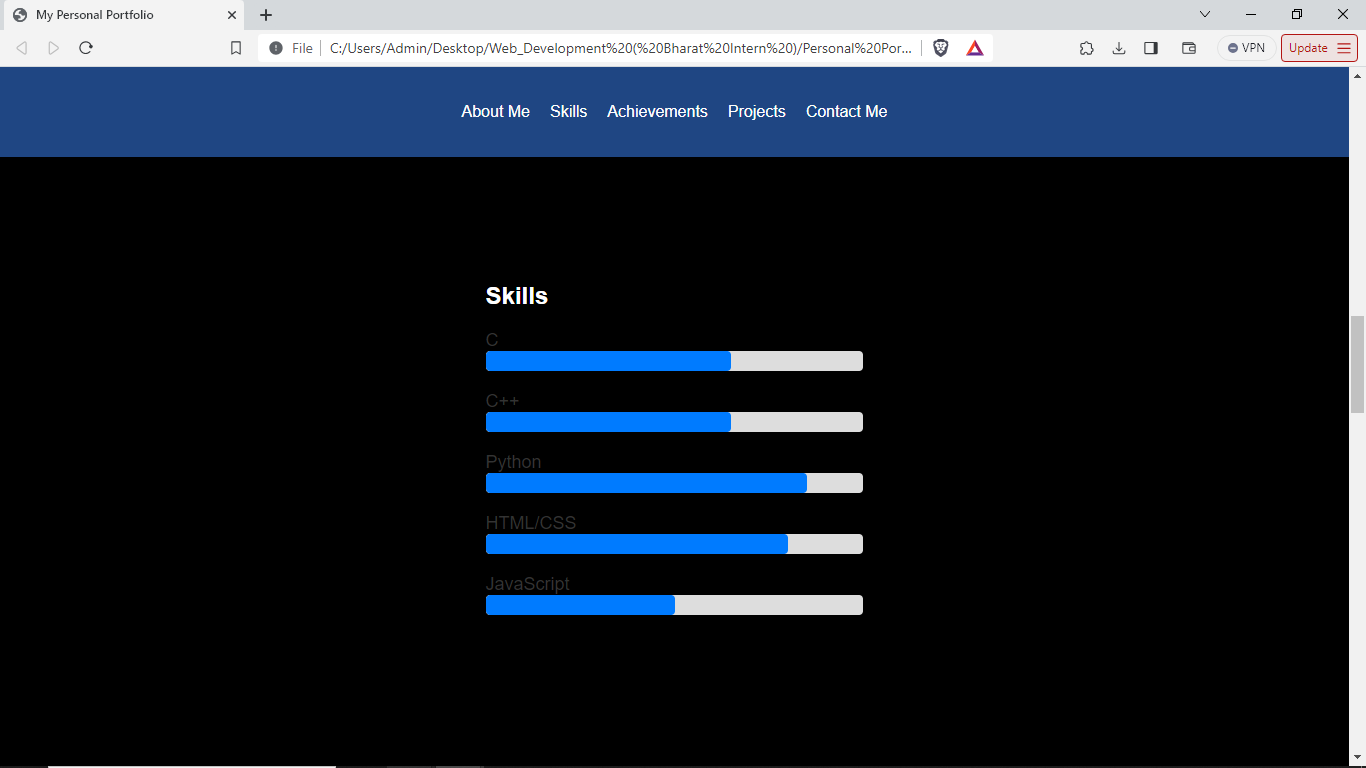 My Personal Portfolio
File C:/Users/Admin/Desktop/Web_Development%20(%20Bharat%20Intern%20)/Personal%20Por... VPN Update
About Me Skills Achievements Projects Contact Me
Skills
C
C++
Python
HTML/CSS
JavaScript